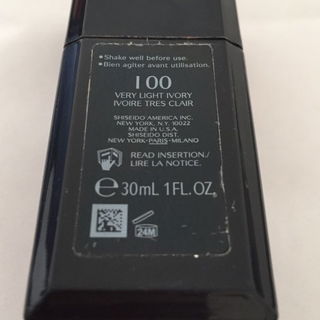 • Shake well before use.
• Bien agiter avant utilisation.
I 00
VERY LIGHT IVORY
IVOIRE TRES CLAIR
SHISEIDO AMERICA INC.
NEW YORK, N.Y. 10022
MADE IN U.S.A.
SHISEIDO DIST.
NEW YORK-PARIS-MILANO
READ INSERTION./
LIRE LA NOTICE.
℮ 30mL 1FL.OZ.
24M